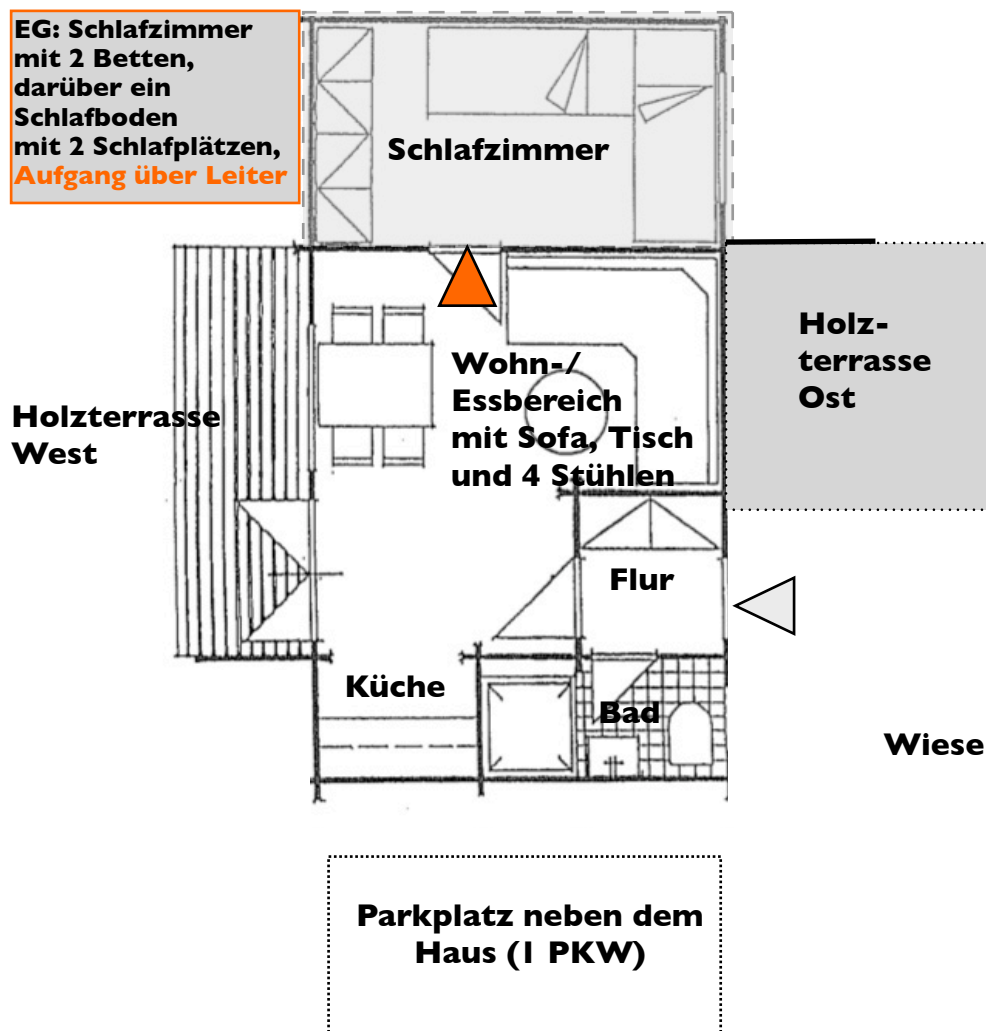 EG: Schlafzimmer
mit 2 Betten,
darüber ein
Schlafboden
mit 2 Schlafplätzen,
Aufgang über Leiter
Schlafzimmer
Holz-
terrasse
Ost
Wohn-/
Essbereich
mit Sofa, Tisch
und 4 Stühlen
Holzterrasse
West
Flur
Küche
Bad
Wiese
Parkplatz neben dem
Haus (1 PKW)